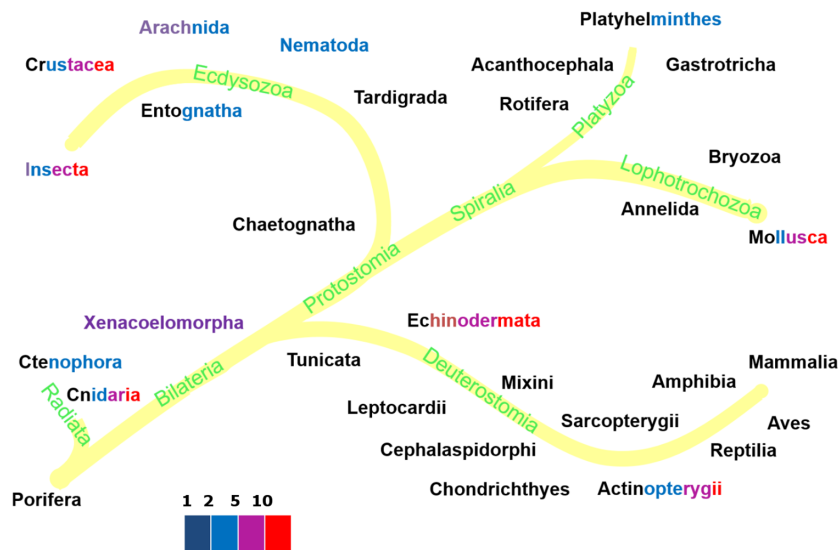 Platyhelminthes
Arachnida
Nematoda
Crustacea
Ecdysozoa
Acanthocephala
Gastrotricha
Tardigrada
Rotifera
Platyzoa
Entognatha
Insecta
Spiralia
Lophotrochozoa
Bryozoa
Annelida
Chaetognatha
Mollusca
Protostomia
Xenacoelomorpha
Echinodermata
Ctenophora
Tunicata
Deuterostomia
Mixini
Amphibia
Mammalia
Radiata
Cnidaria
Bilateria
Leptocardii
Sarcopterygii
Aves
Cephalaspidorphi
Reptilia
Porifera
Chondrichthyes
Actinopterygii
1 2 5 10